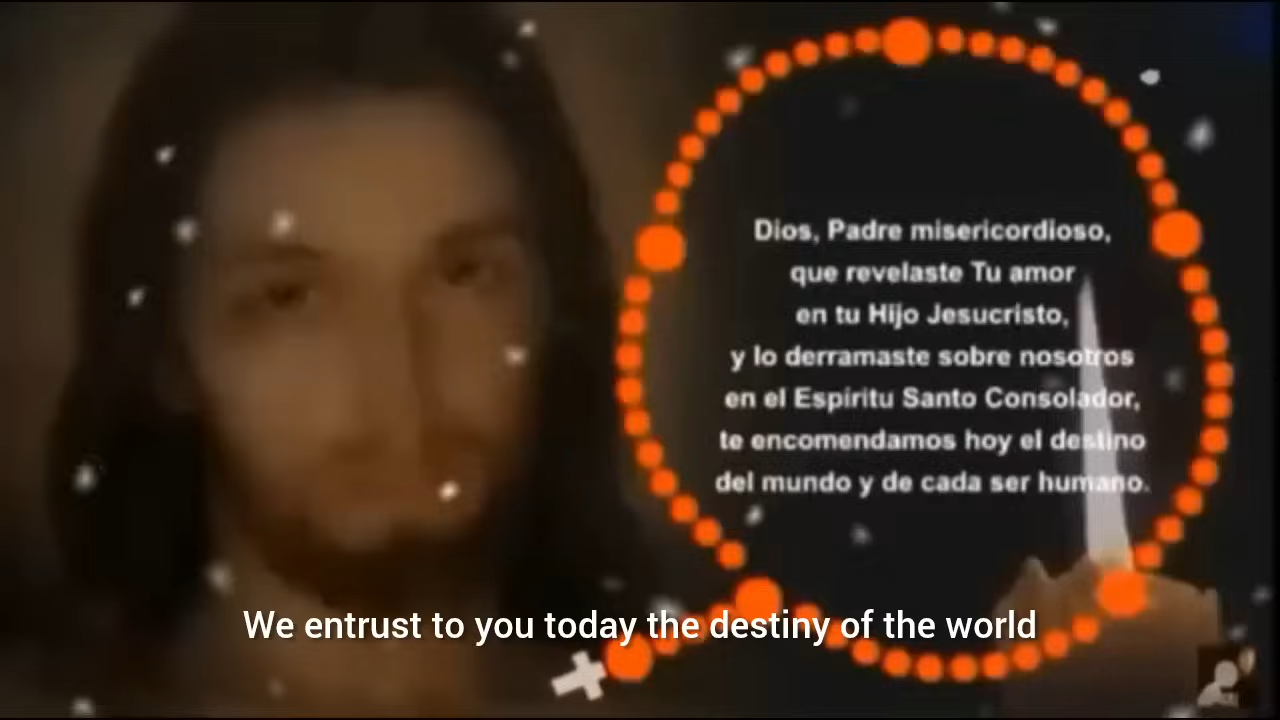 Dios, Padre misericordioso,
que revelaste Tu amor
en tu Hijo Jesucristo,
y lo derramaste sobre nosotros
en el Espíritu Santo Consolador,
te encomendamos hoy el destino
del mundo y de cada ser humano.
We entrust to you today the destiny of the world